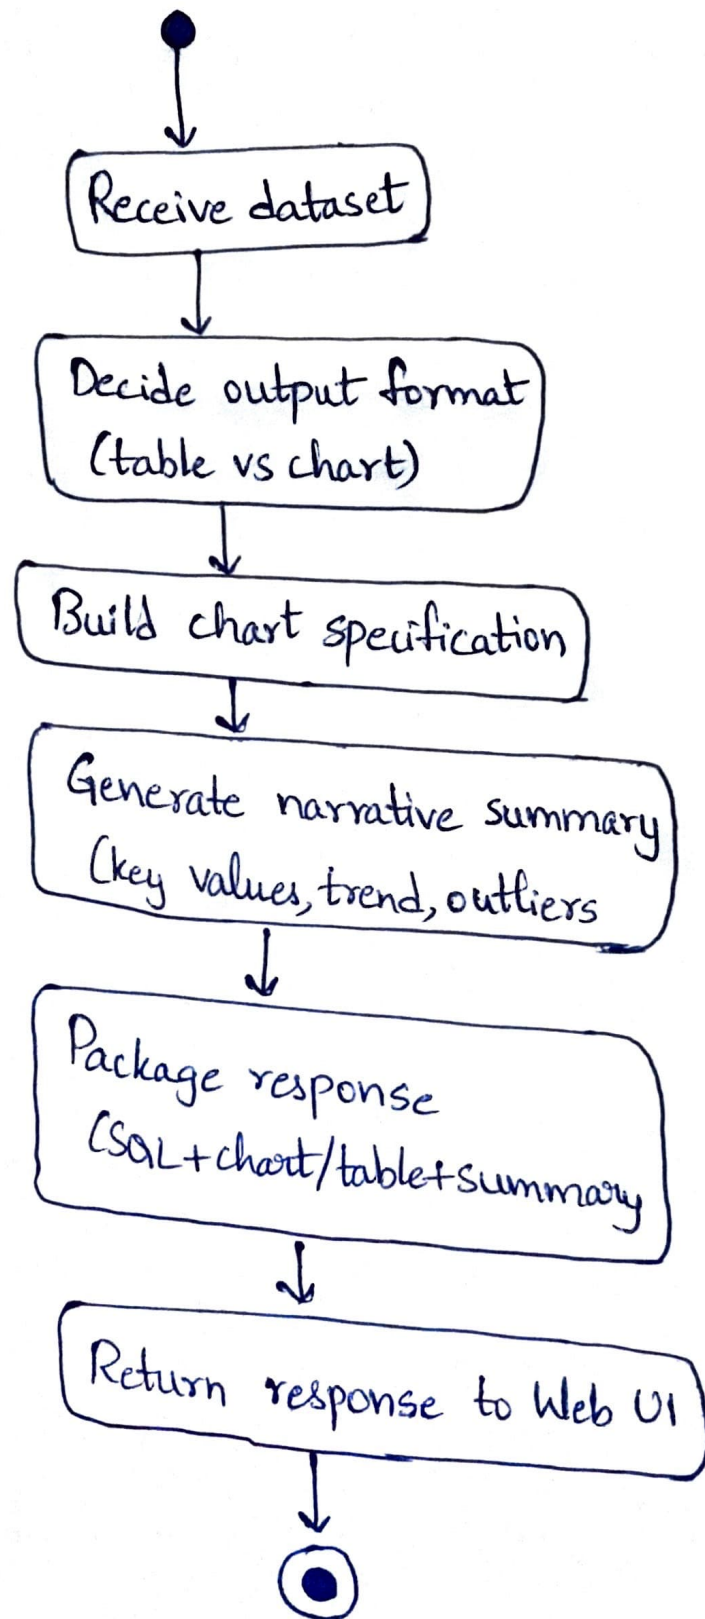 Receive dataset
Decide output format
(table vs chart)
Build chart specification
Generate narrative summary
(key values, trend, outliers
Package response
(SQL+chart/table+summary
Return response to Web UI